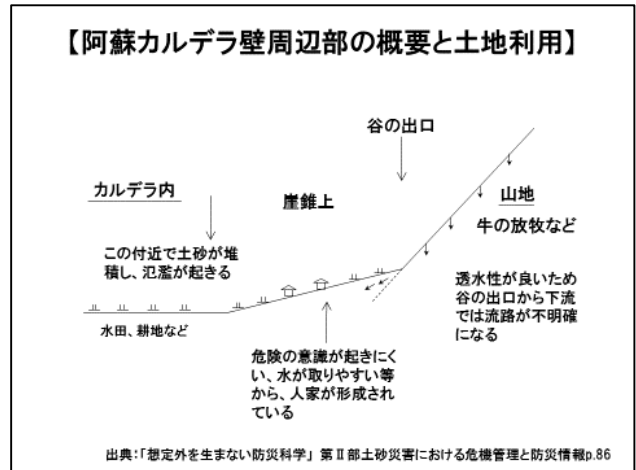 【阿蘇カルデラ壁周辺部の概要と土地利用】
谷の出口
カルデラ内
崖錐上
山地
牛の放牧など
この付近で土砂が堆
積し、氾濫が起きる
透水性が良いため
谷の出口から下流
では流路が不明確
になる
水田、耕地など
危険の意識が起きにく
い、水が取りやすい等
から、人家が形成され
ている
出典:「想定外を生まない防災科学」 第Ⅱ部土砂災害における危機管理と防災情報p.86